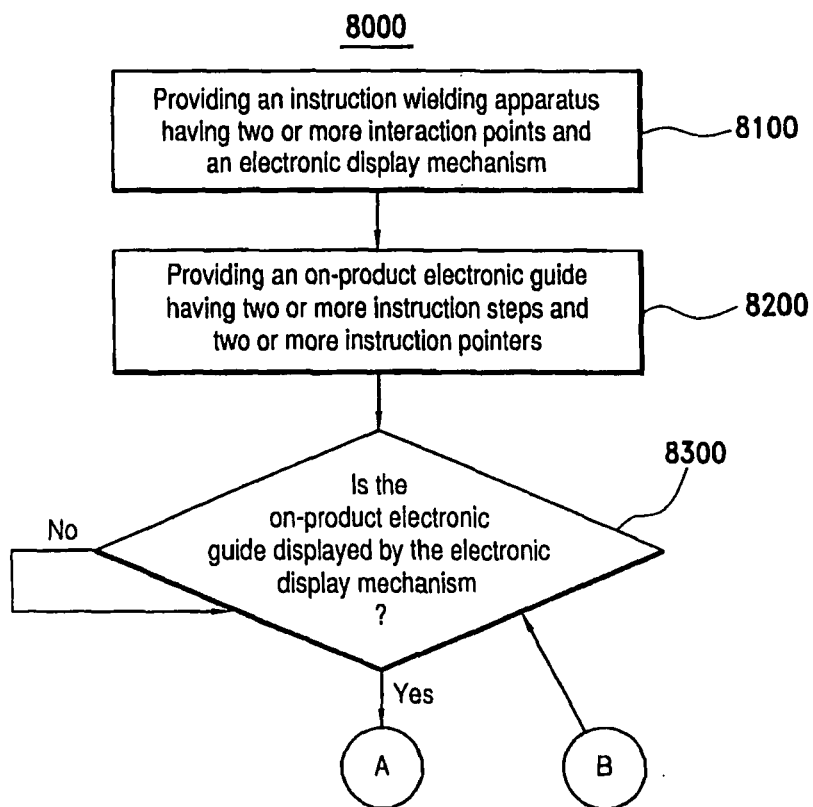 8000
Providing an instruction wielding apparatus
having two or more interaction points and
an electronic display mechanism
8100
Providing an on-product electronic guide
having two or more instruction steps and
two or more instruction pointers
8200
8300
Is the
on-product electronic
guide displayed by the electronic
display mechanism
?
No
Yes
A
B